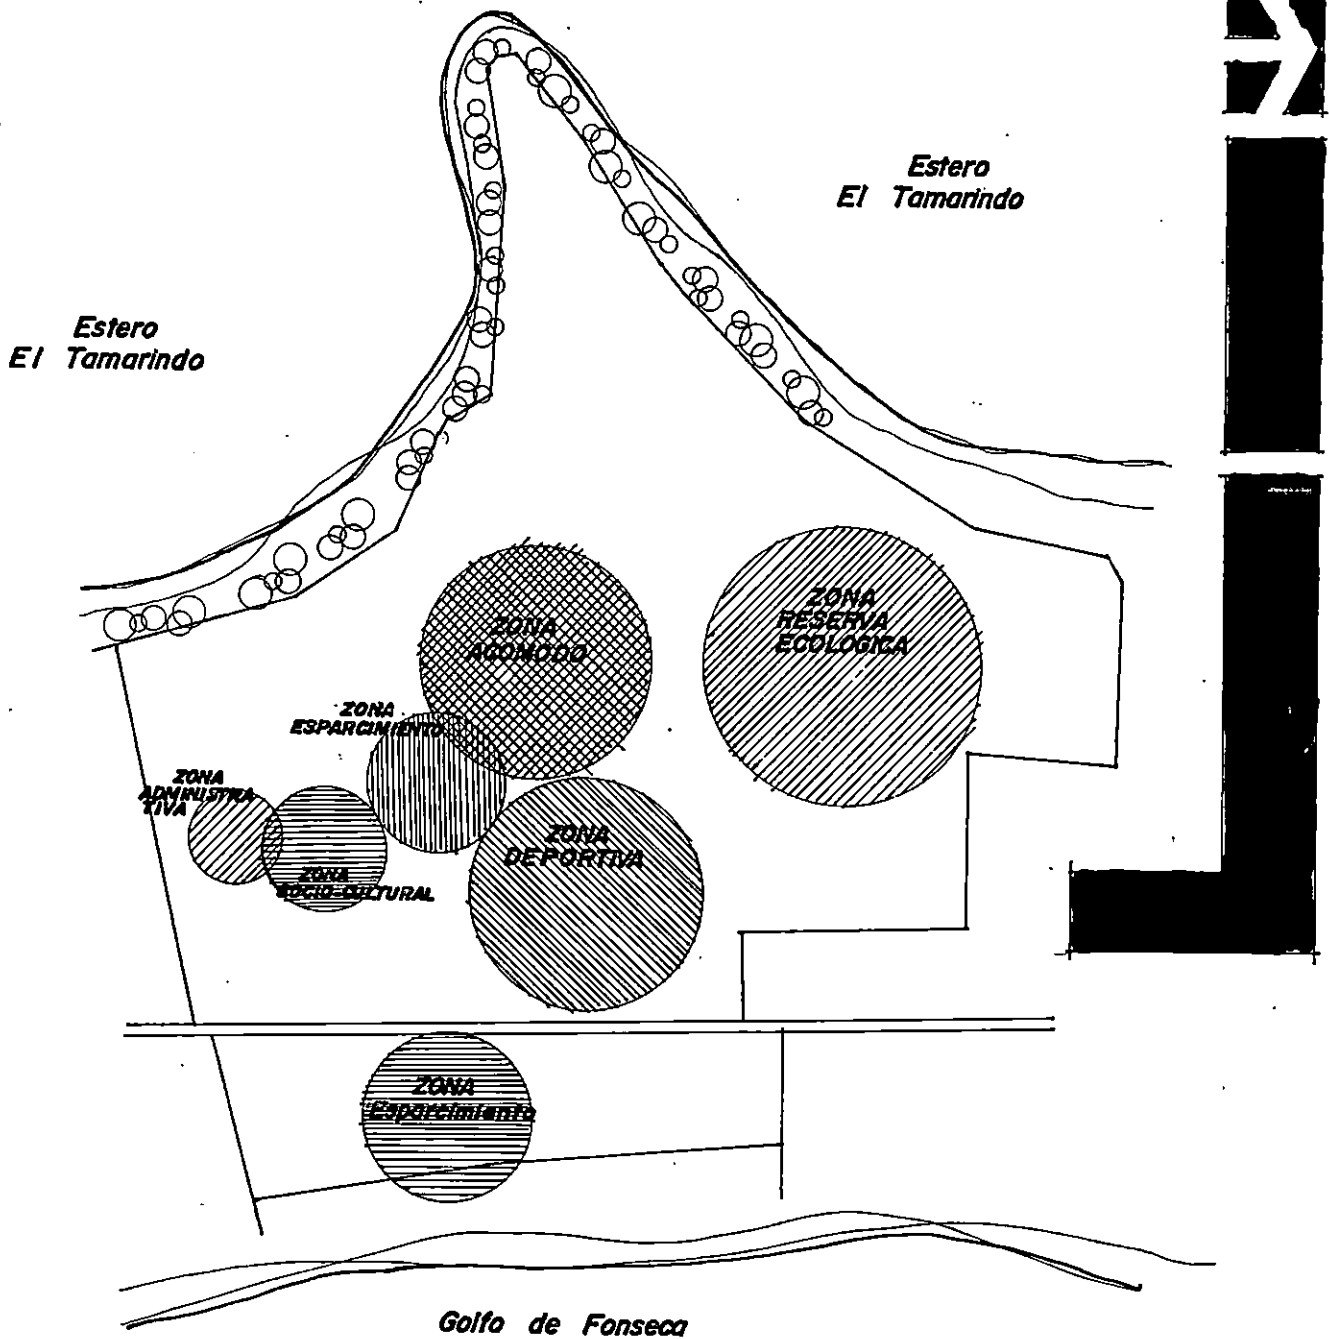 Estero
El Tamarindo
Estero
El Tamarindo
ZONA
RESERVA
ECOLOGICA
ZONA
ACOMODO
ZONA
ESPARCIMIENTO
ZONA
ADMINISTRA
TIVA
ZONA
DEPORTIVA
ZONA
SOCIO-CULTURAL
ZONA
Esparcimiento
Golfo de Fonseca